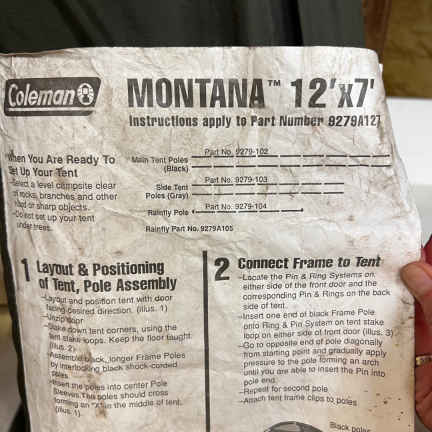 Coleman
MONTANA™ 12'x7'
Instructions apply to Part Number 9279A121
When You Are Ready To
Set Up Your Tent
–Select a level campsite clear
of rocks, branches and other
hard or sharp objects.
–Do not set up your tent
under trees.
Part No. 9279-102
Main Tent Poles
(Black)
Part No. 9279-103
Side Tent
Poles (Gray)
Part No. 9279-104
Rainfly Pole
Rainfly Part No. 9279A105
1 Layout & Positioning
of Tent, Pole Assembly
–Layout and position tent with door
facing desired direction. (illus. 1)
–Unzip door
–Stake down tent corners, using the
tent stake loops. Keep the floor taught.
(illus. 2)
–Assemble black, longer Frame Poles
by interlocking black shock-corded
poles.
–Insert the poles into center Pole
Sleeves. The poles should cross
forming an "X" in the middle of tent.
(illus. 1).
2 Connect Frame to Tent
–Locate the Pin & Ring Systems on
either side of the front door and the
corresponding Pin & Rings on the back
side of tent.
–Insert one end of black Frame Pole
onto Ring & Pin System on tent stake
loop on either side of front door (illus. 3)
–Go to opposite end of pole diagonally
from starting point and gradually apply
pressure to the pole forming an arch
until you are able to insert the Pin into
pole end.
–Repeat for second pole
–Attach tent frame clips to poles
Black poles